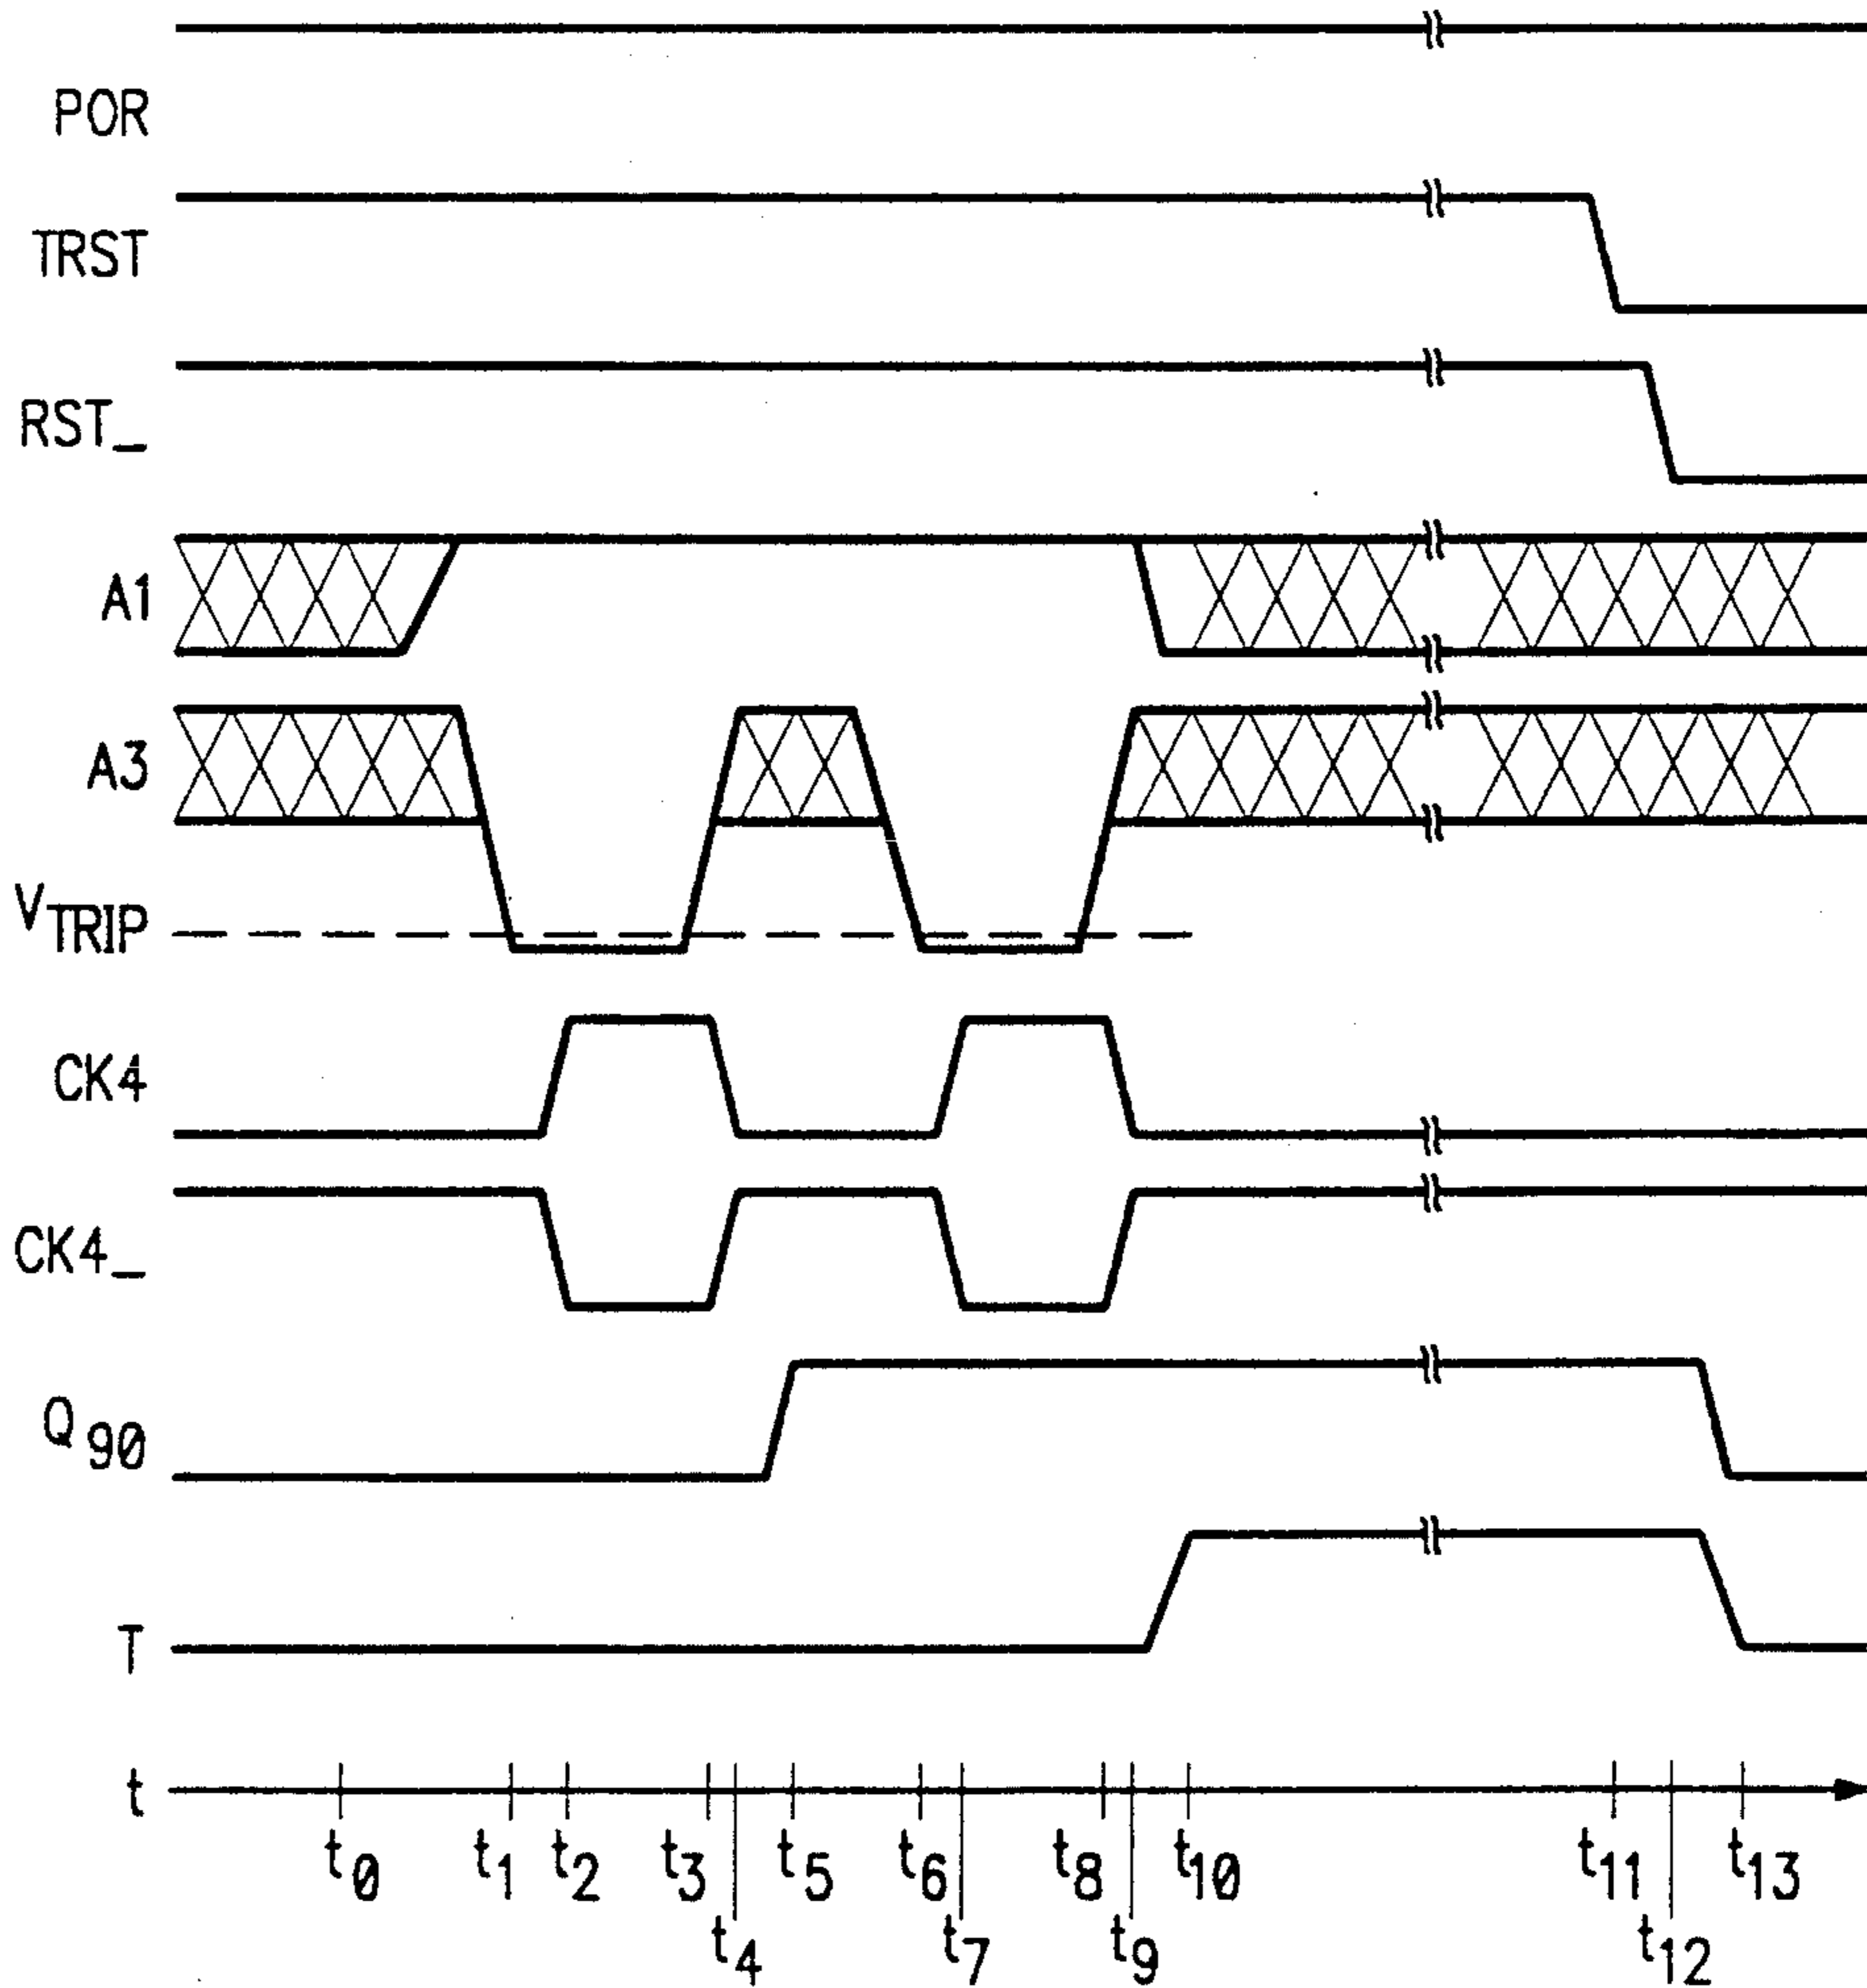 POR
TRST
RST_
A1
A3
VTRIP
CK4
CK4_
Q90
T
t
t0 t1 t2 t3 t5 t6 t8 t10 t11 t13
t4 t7 t9 t12